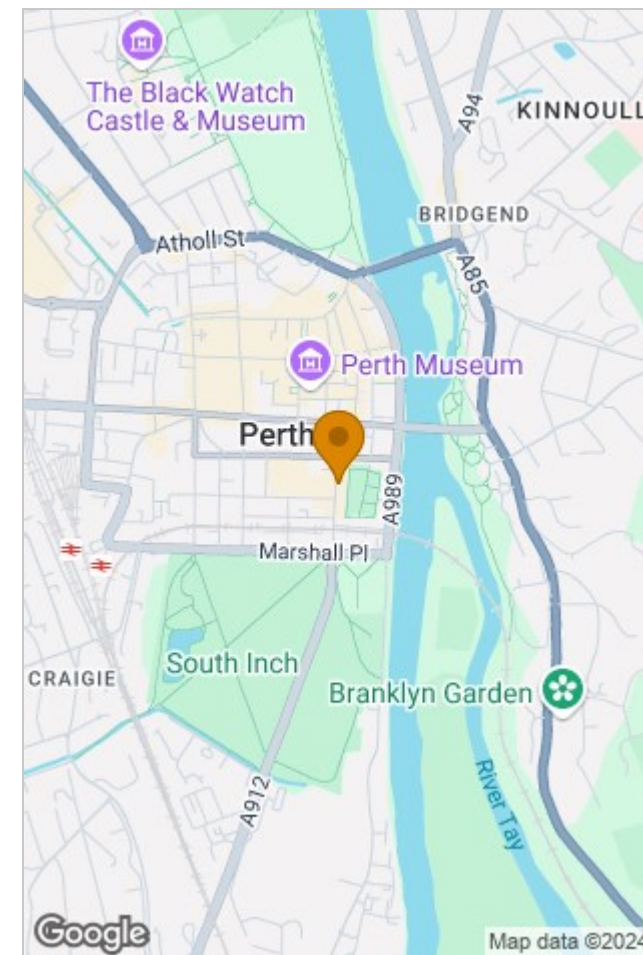 The Black Watch
Castle & Museum
A94
KINNOULL
BRIDGEND
Atholl St
A85
Perth Museum
Perth
A989
Marshall Pl
South Inch
CRAIGIE
Branklyn Garden
River Tay
A912
Google
Map data ©2024